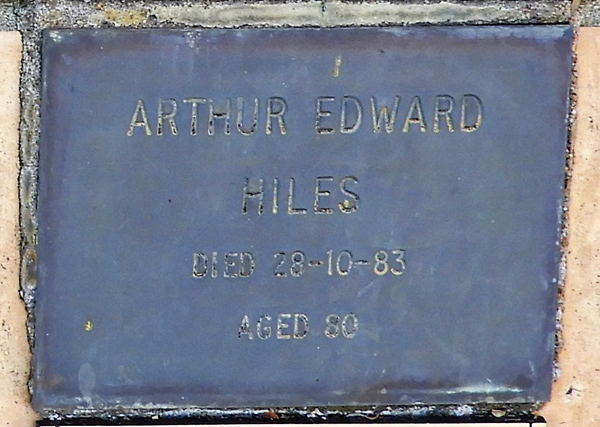 ARTHUR EDWARD
HILES
DIED 28-10-83
AGED 80